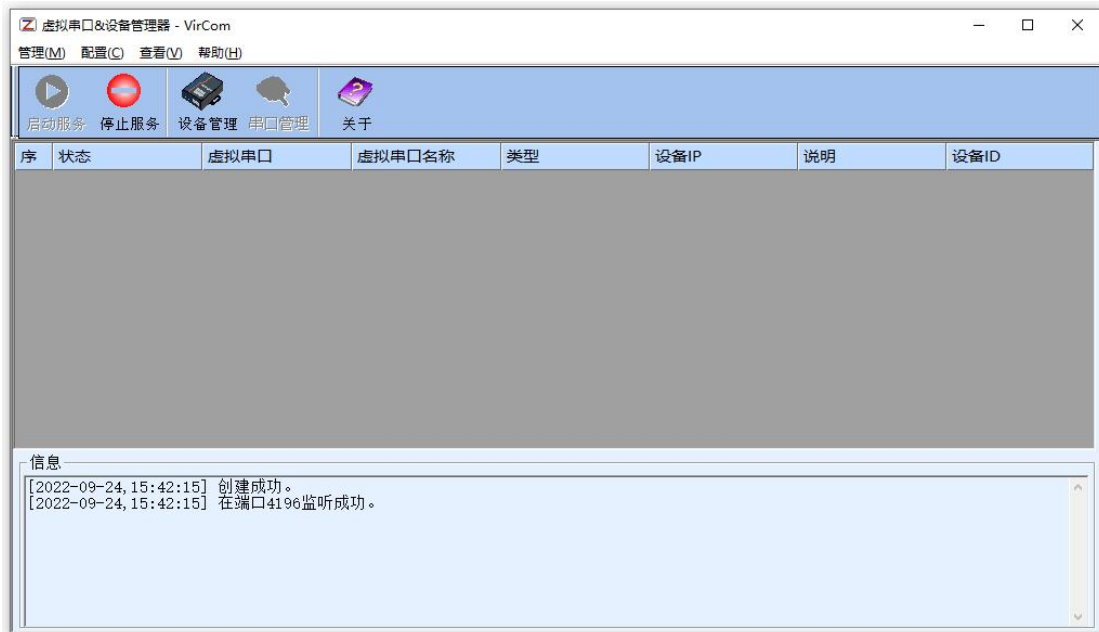 Z 虚拟串口&设备管理器 - VirCom
管理(M) 配置(C) 查看(V) 帮助(H)
启动服务 停止服务 设备管理 串口管理 关于
序 状态 虚拟串口 虚拟串口名称 类型 设备IP 说明 设备ID
信息
[2022-09-24,15:42:15] 创建成功。
[2022-09-24,15:42:15] 在端口4196监听成功。